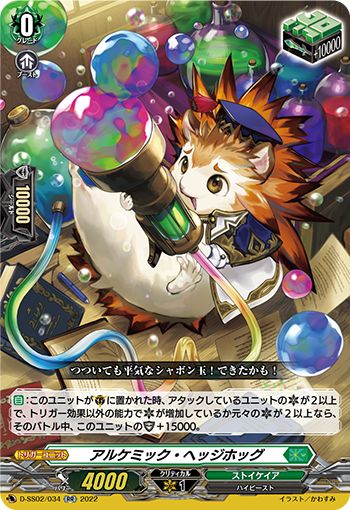 0
グレード
ブースト
+10000
シールド
10000
つついても平気なシャボン玉！できたかも！
自：このユニットが に置かれた時、アタックしているユニットの が２以上
で、トリガー効果以外の能力で が増加しているか元々の が２以上なら、
そのバトル中、このユニットの ＋15000。
トリガーユニット
アルケミック・ヘッジホッグ
パワー
4000
クリティカル
1
ストイケイア
ハイビースト
D-SS02/034
2022
イラスト／かわすみ